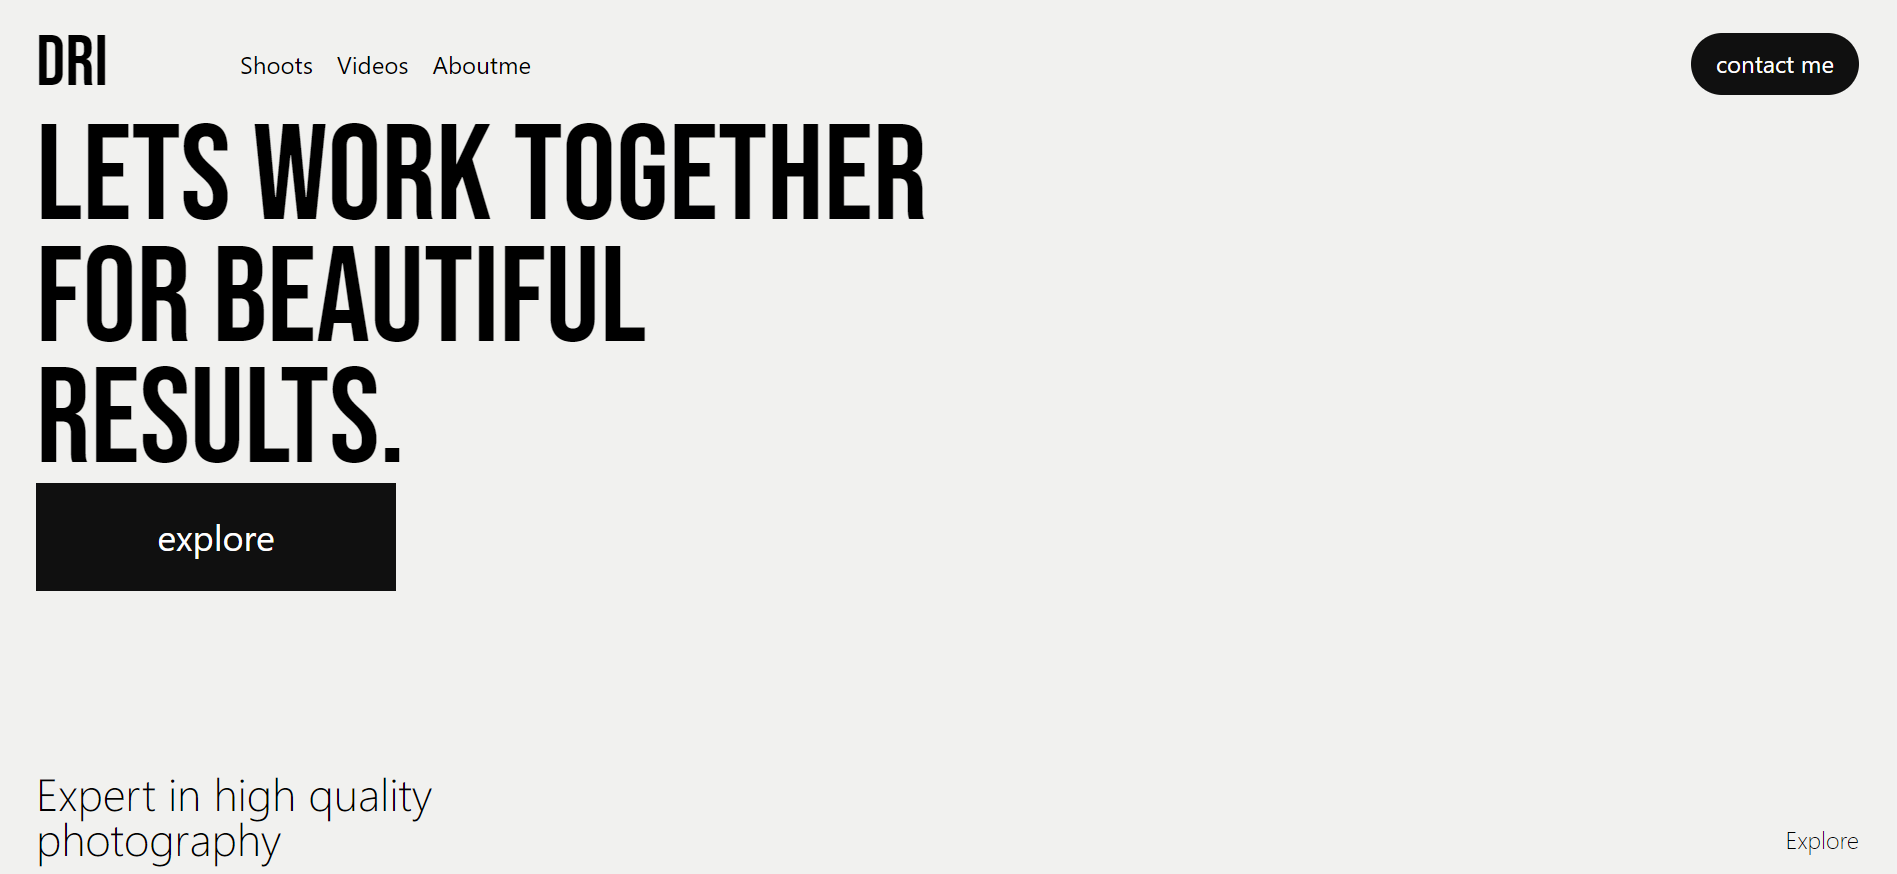 DRI
Shoots Videos Aboutme
contact me
LETS WORK TOGETHER
FOR BEAUTIFUL
RESULTS.
explore
Expert in high quality
photography
Explore